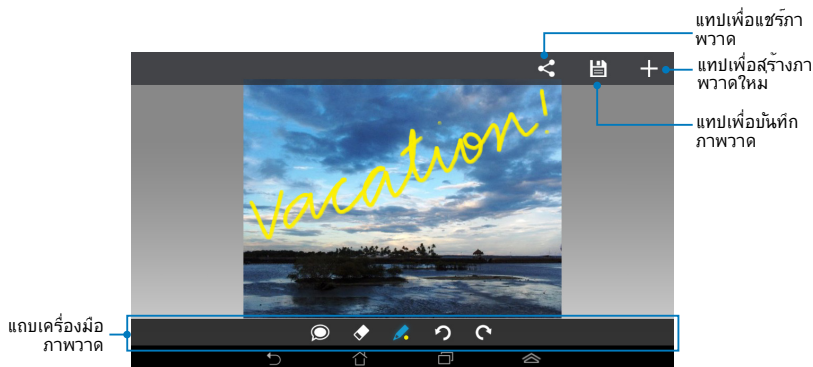 แทปเพื่อแชร์ภา
พวาด
แทปเพื่อสร้างภา
พวาดใหม่
แทปเพื่อบันทึก
ภาพวาด
vacation!
แถบเครื่องมือ
ภาพวาด